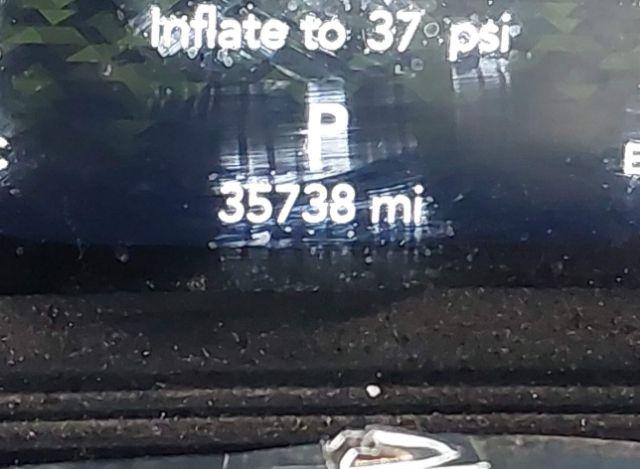 Inflate to 37 psi
P
35738 mi